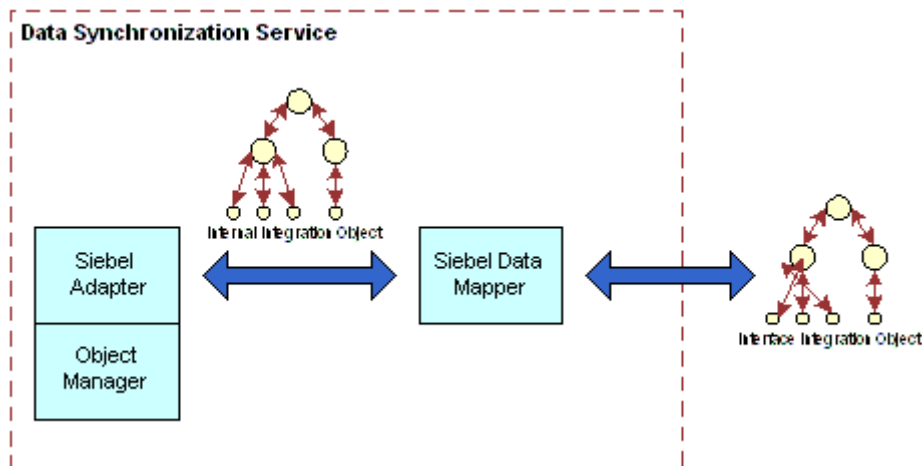 Data Synchronization Service
Internal Integration Object
Siebel
Adapter
Siebel Data
Mapper
Object
Manager
Interface Integration Object